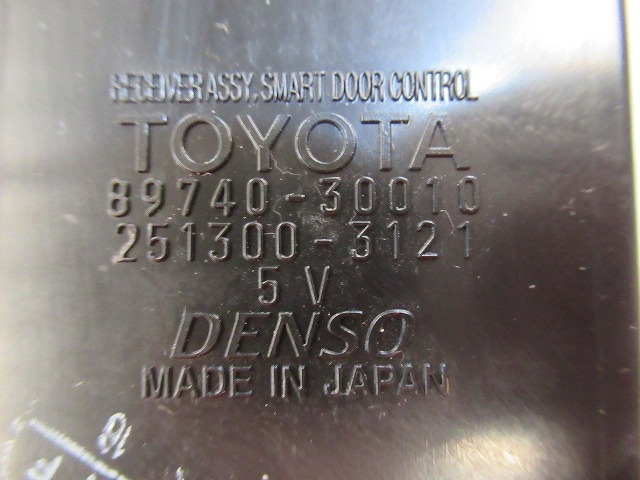 RECEIVER ASSY, SMART DOOR CONTROL
TOYOTA
89740-30010
251300-3121
5 V
DENSO
MADE IN JAPAN